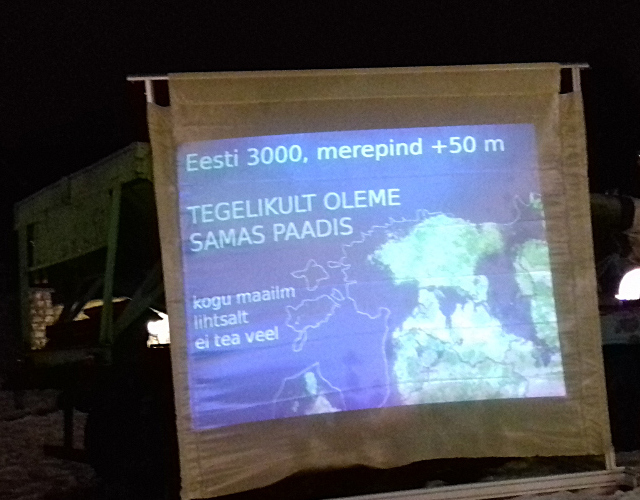 Eesti 3000, merepind +50 m
TEGELIKULT OLEME
SAMAS PAADIS
kogu maailm
lihtsalt
ei tea veel